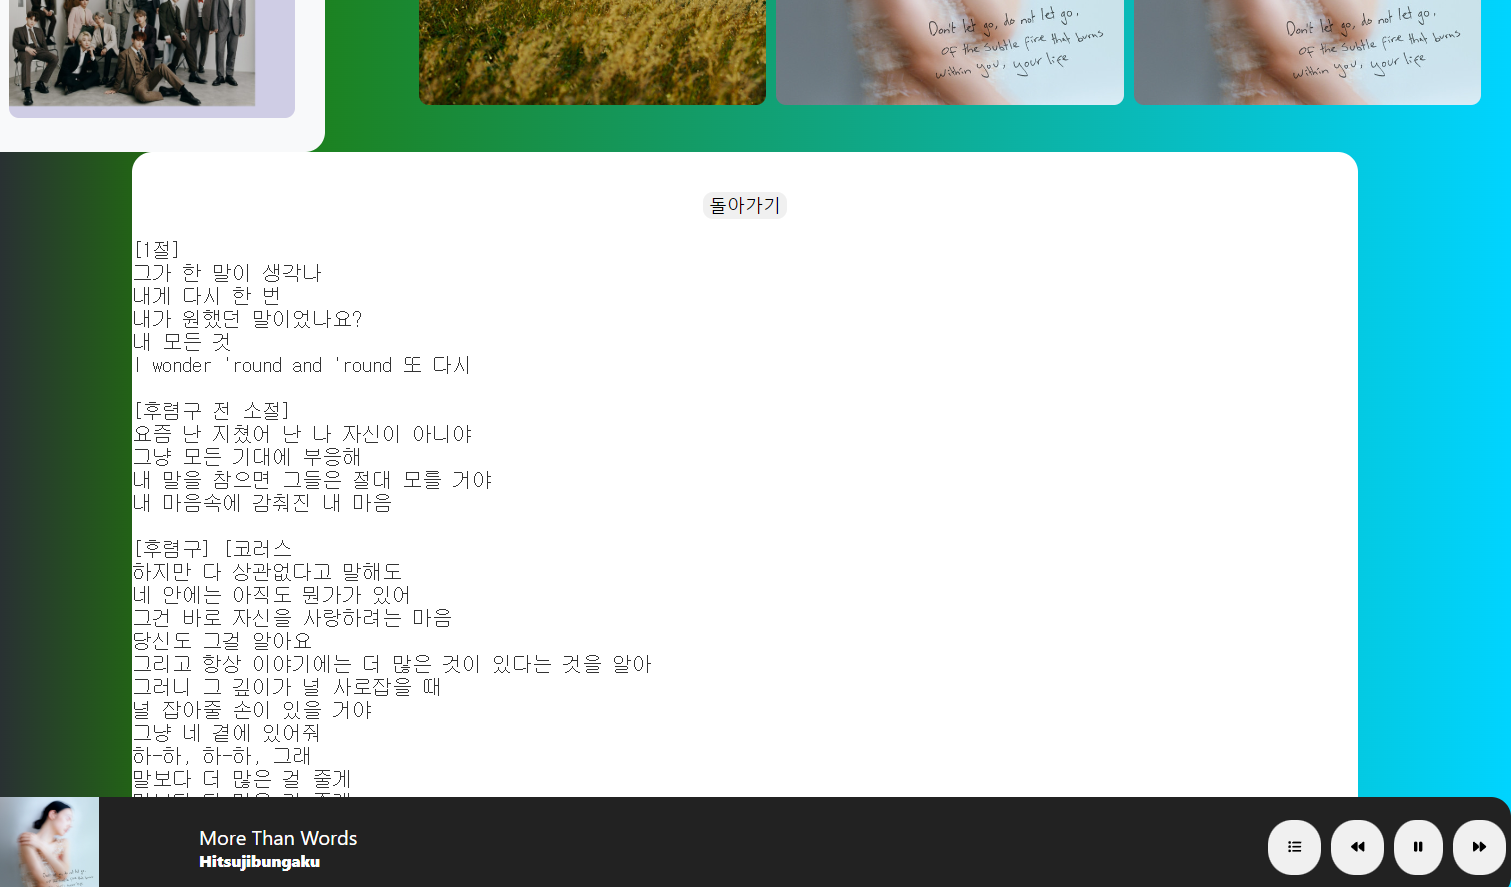 Don't let go, do not let go,
of the subtle fire that burns
within you, your life
Don't let go, do not let go,
of the subtle fire that burns
within you, your life
돌아가기
[1절]
그가 한 말이 생각나
내게 다시 한 번
내가 원했던 말이었나요?
내 모든 것
I wonder 'round and 'round 또 다시
[후렴구 전 소절]
요즘 난 지쳤어 난 나 자신이 아니야
그냥 모든 기대에 부응해
내 말을 참으면 그들은 절대 모를 거야
내 마음속에 감춰진 내 마음
[후렴구] [코러스
하지만 다 상관없다고 말해도
네 안에는 아직도 뭔가가 있어
그건 바로 자신을 사랑하려는 마음
당신도 그걸 알아요
그리고 항상 이야기에는 더 많은 것이 있다는 것을 알아
그러니 그 깊이가 널 사로잡을 때
널 잡아줄 손이 있을 거야
그냥 네 곁에 있어줘
하-하, 하-하, 그래
말보다 더 많은 걸 줄게
More Than Words
Hitsujibungaku